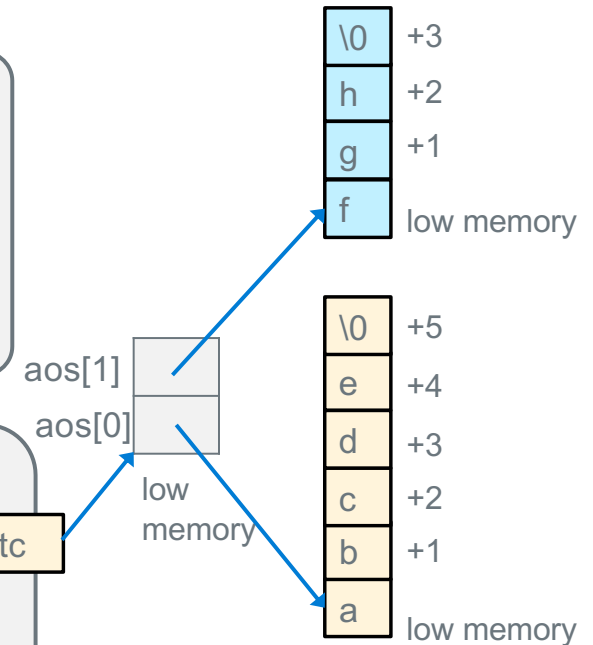 \0 +3
h +2
g +1
f low memory
\0 +5
aos[1]
e +4
aos[0]
d +3
low
memory
c +2
tc
b +1
a low memory